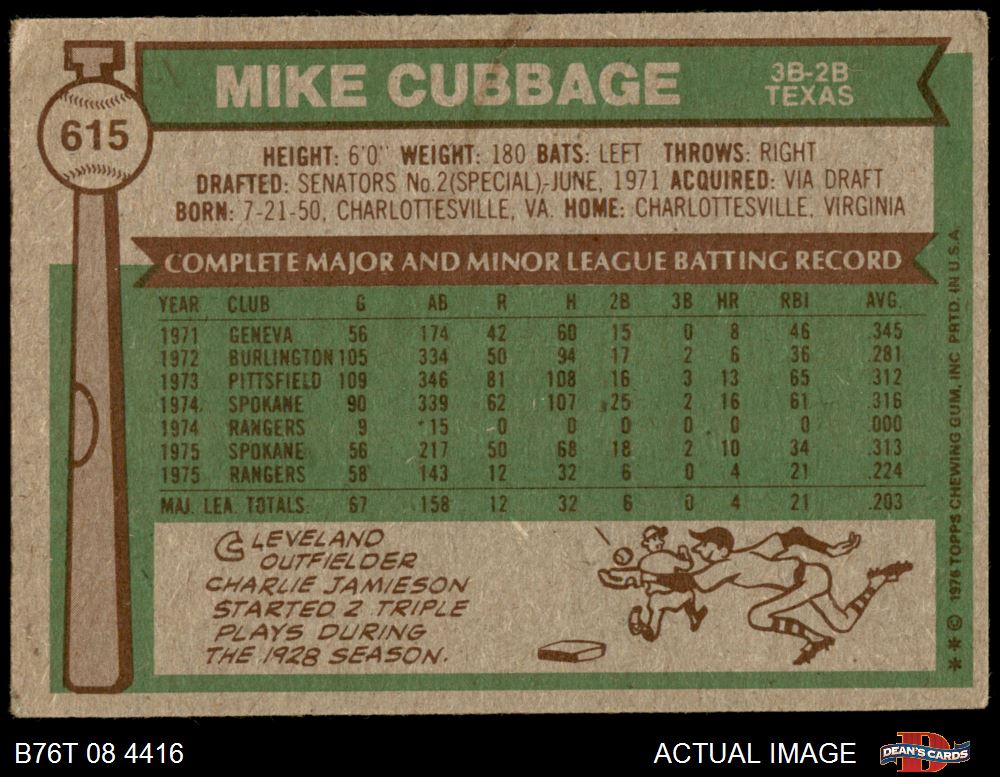 615
MIKE CUBBAGE
3B-2B
TEXAS
HEIGHT: 6'0" WEIGHT: 180 BATS: LEFT THROWS: RIGHT
DRAFTED: SENATORS No.2(SPECIAL)-JUNE, 1971 ACQUIRED: VIA DRAFT
BORN: 7-21-50, CHARLOTTESVILLE, VA. HOME: CHARLOTTESVILLE, VIRGINIA
COMPLETE MAJOR AND MINOR LEAGUE BATTING RECORD
YEAR CLUB G AB R H 2B 3B HR RBI AVG.
1971 GENEVA 56 174 42 60 15 0 8 46 .345
1972 BURLINGTON 105 334 50 94 17 2 6 36 .281
1973 PITTSFIELD 109 346 81 108 16 3 13 65 .312
1974 SPOKANE 90 339 62 107 25 2 16 61 .316
1974 RANGERS 9 15 0 0 0 0 0 0 .000
1975 SPOKANE 56 217 50 68 18 2 10 34 .313
1975 RANGERS 58 143 12 32 6 0 4 21 .224
MAJ. LEA. TOTALS: 67 158 12 32 6 0 4 21 .203
CLEVELAND
OUTFIELDER
CHARLIE JAMIESON
STARTED 2 TRIPLE
PLAYS DURING
THE 1928 SEASON.
* * © 1976 TOPPS CHEWING GUM, INC. PRTD. IN U.S.A.
B76T 08 4416
ACTUAL IMAGE
D
DEAN'S CARDS